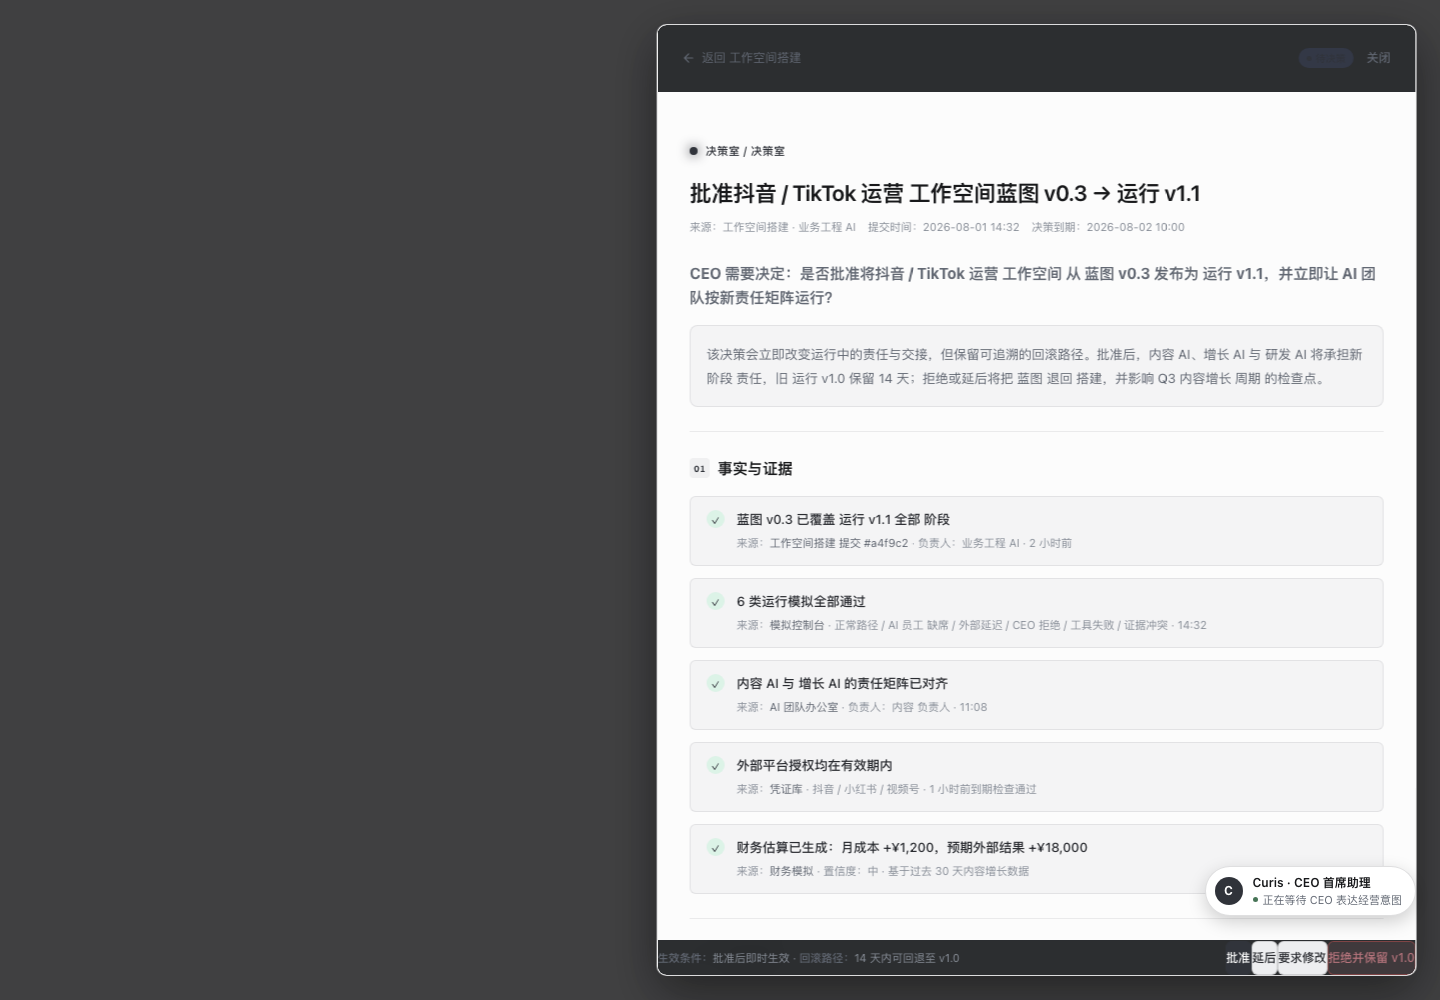 ← 返回 工作空间搭建
关闭
决策室 / 决策室
批准抖音 / TikTok 运营 工作空间蓝图 v0.3 → 运行 v1.1
来源：工作空间搭建 · 业务工程 AI 提交时间：2026-08-01 14:32 决策到期：2026-08-02 10:00
CEO 需要决定：是否批准将抖音 / TikTok 运营 工作空间 从 蓝图 v0.3 发布为 运行 v1.1，并立即让 AI 团
队按新责任矩阵运行？
该决策会立即改变运行中的责任与交接，但保留可追溯的回滚路径。批准后，内容 AI、增长 AI 与 研发 AI 将承担新
阶段 责任，旧 运行 v1.0 保留 14 天；拒绝或延后将把 蓝图 退回 搭建，并影响 Q3 内容增长 周期 的检查点。
01 事实与证据
蓝图 v0.3 已覆盖 运行 v1.1 全部 阶段
来源：工作空间搭建 提交 #a4f9c2 · 负责人：业务工程 AI · 2 小时前
6 类运行模拟全部通过
来源：模拟控制台 · 正常路径 / AI 员工 缺席 / 外部延迟 / CEO 拒绝 / 工具失败 / 证据冲突 · 14:32
内容 AI 与 增长 AI 的责任矩阵已对齐
来源：AI 团队办公室 · 负责人：内容 负责人 · 11:08
外部平台授权均在有效期内
来源：凭证库 · 抖音 / 小红书 / 视频号 · 1 小时前到期检查通过
财务估算已生成：月成本 +¥1,200，预期外部结果 +¥18,000
来源：财务模拟 · 置信度：中 · 基于过去 30 天内容增长数据
C
Curis · CEO 首席助理
正在等待 CEO 表达经营意图
生效条件：批准后即时生效 · 回滚路径：14 天内可回退至 v1.0
批准 延后 要求修改 拒绝并保留 v1.0